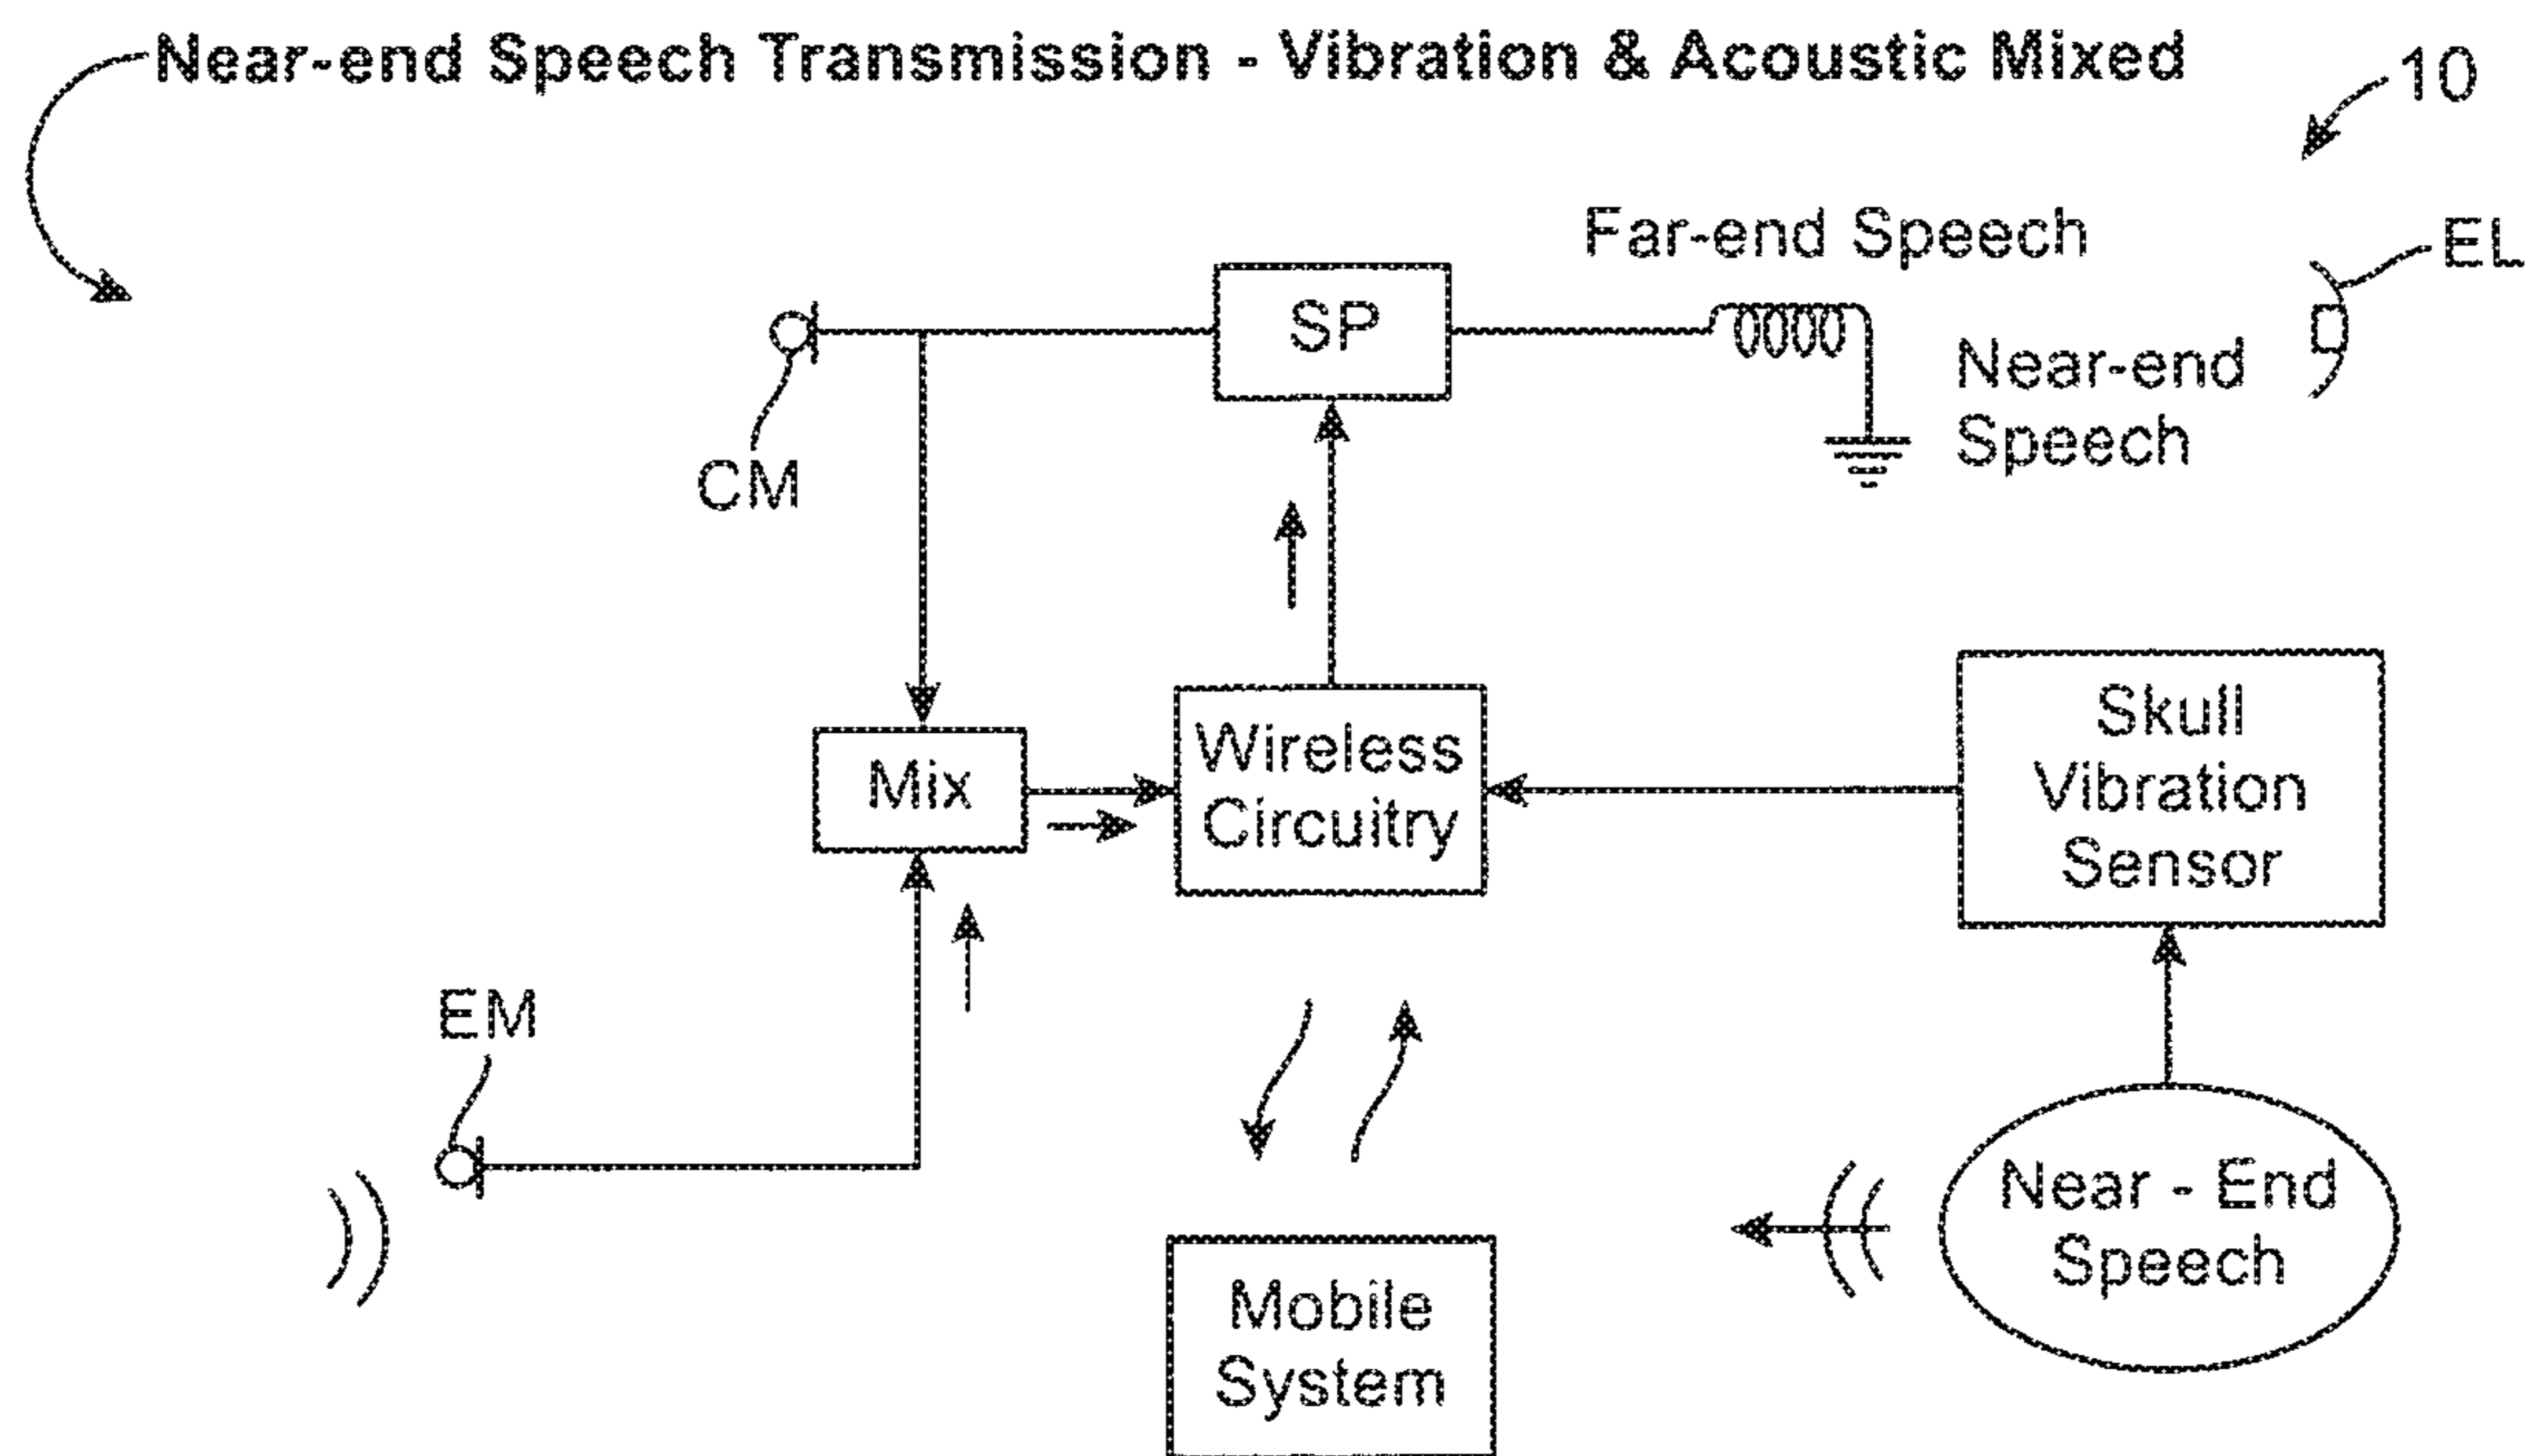 Near-end Speech Transmission - Vibration & Acoustic Mixed
10
Far-end Speech
EL
SP
Near-end
Speech
CM
Skull
Vibration
Sensor
Wireless
Circuitry
Mix
EM
Near - End
Speech
Mobile
System